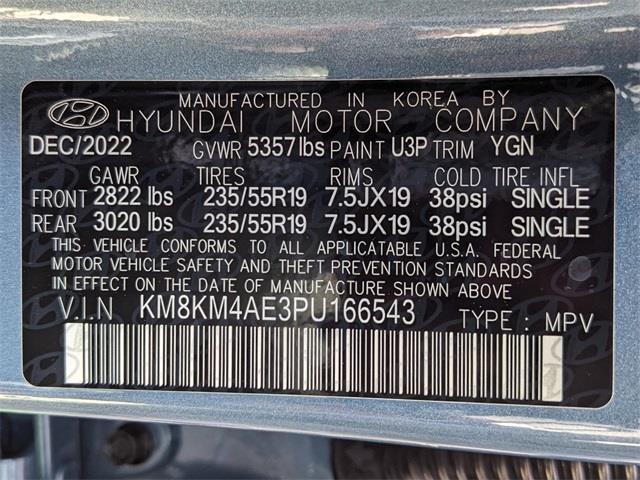 MANUFACTURED IN KOREA BY
HYUNDAI MOTOR COMPANY
DEC/2022 GVWR 5357 lbs PAINT U3P TRIM YGN
GAWR TIRES RIMS COLD TIRE INFL
FRONT 2822 lbs 235/55R19 7.5JX19 38psi SINGLE
REAR 3020 lbs 235/55R19 7.5JX19 38psi SINGLE
THIS VEHICLE CONFORMS TO ALL APPLICATABLE U.S.A. FEDERAL
MOTOR VEHICLE SAFETY AND THEFT PREVENTION STANDARDS
IN EFFECT ON THE DATE OF MANUFACTURE SHOWN ABOVE
V.I.N KM8KM4AE3PU166543 TYPE : MPV